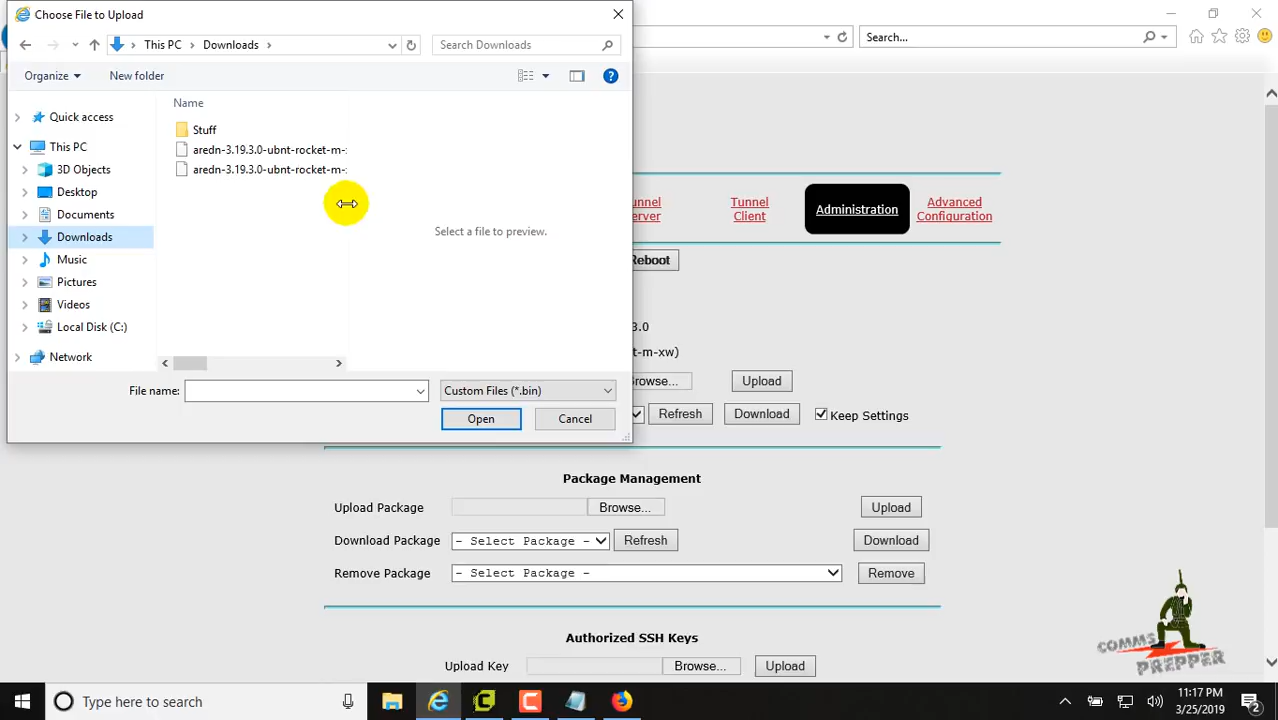 Choose File to Upload
This PC > Downloads >
Search Downloads
Search...
Organize
New folder
Name
Quick access
This PC
3D Objects
Desktop
Documents
Downloads
Music
Pictures
Videos
Local Disk (C:)
Network
Stuff
aredn-3.19.3.0-ubnt-rocket-m-
aredn-3.19.3.0-ubnt-rocket-m-
Select a file to preview.
File name:
Custom Files (*.bin)
Open
Cancel
unnel
erver
Tunnel
Client
Administration
Advanced
Configuration
Reboot
3.0
t-m-xw)
rowse...
Upload
Refresh
Download
Keep Settings
Package Management
Upload Package
Browse...
Upload
Download Package
- Select Package -
Refresh
Download
Remove Package
- Select Package -
Remove
Authorized SSH Keys
Upload Key
Browse...
Upload
COMMS
PREPPER
Type here to search
11:17 PM
3/25/2019
2